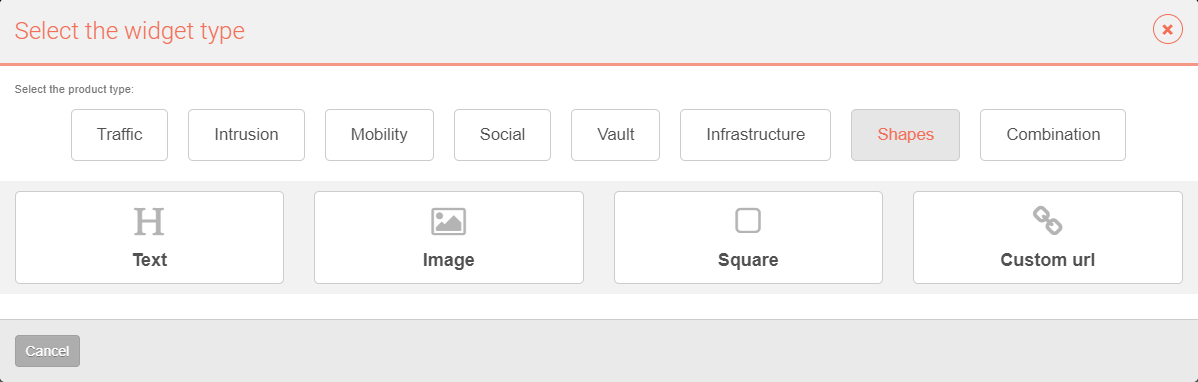 Select the widget type
Select the product type:
Traffic Intrusion Mobility Social Vault Infrastructure Shapes Combination
Text Image Square Custom url
Cancel